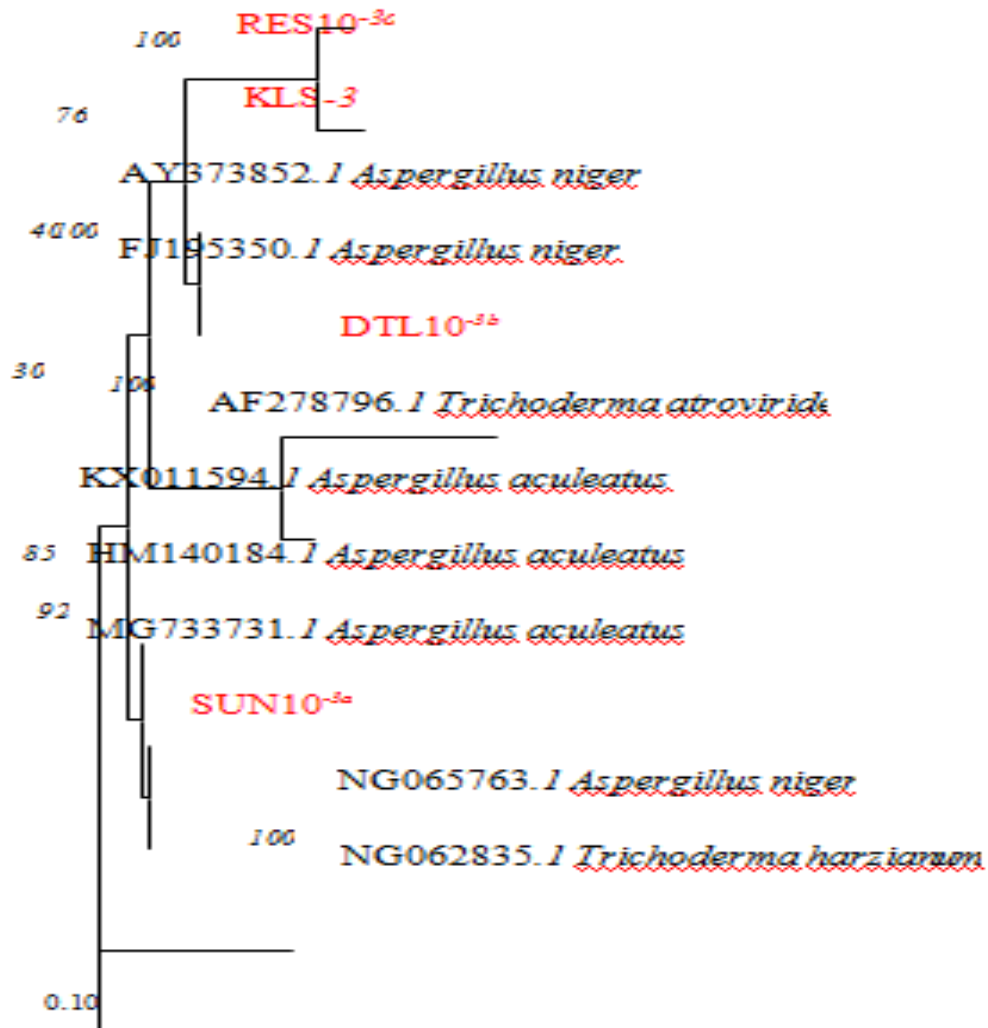 RES10-3c
100
KLS-3
76
AY373852.1 Aspergillus niger
40 100
FJ195350.1 Aspergillus niger
DTL10-3b
30
100
AF278796.1 Trichoderma atroviride
KX011594.1 Aspergillus aculeatus
85
HM140184.1 Aspergillus aculeatus
92
MG733731.1 Aspergillus aculeatus
SUN10-3a
NG065763.1 Aspergillus niger
100
NG062835.1 Trichoderma harzianum
0.10